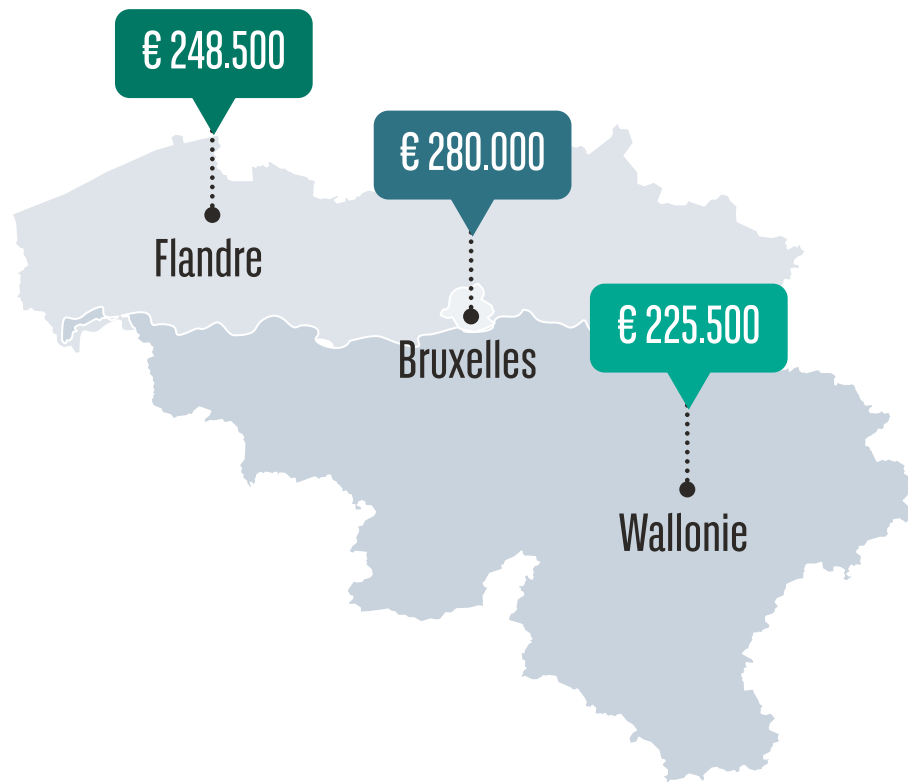 € 248.500
Flandre
€ 280.000
Bruxelles
€ 225.500
Wallonie